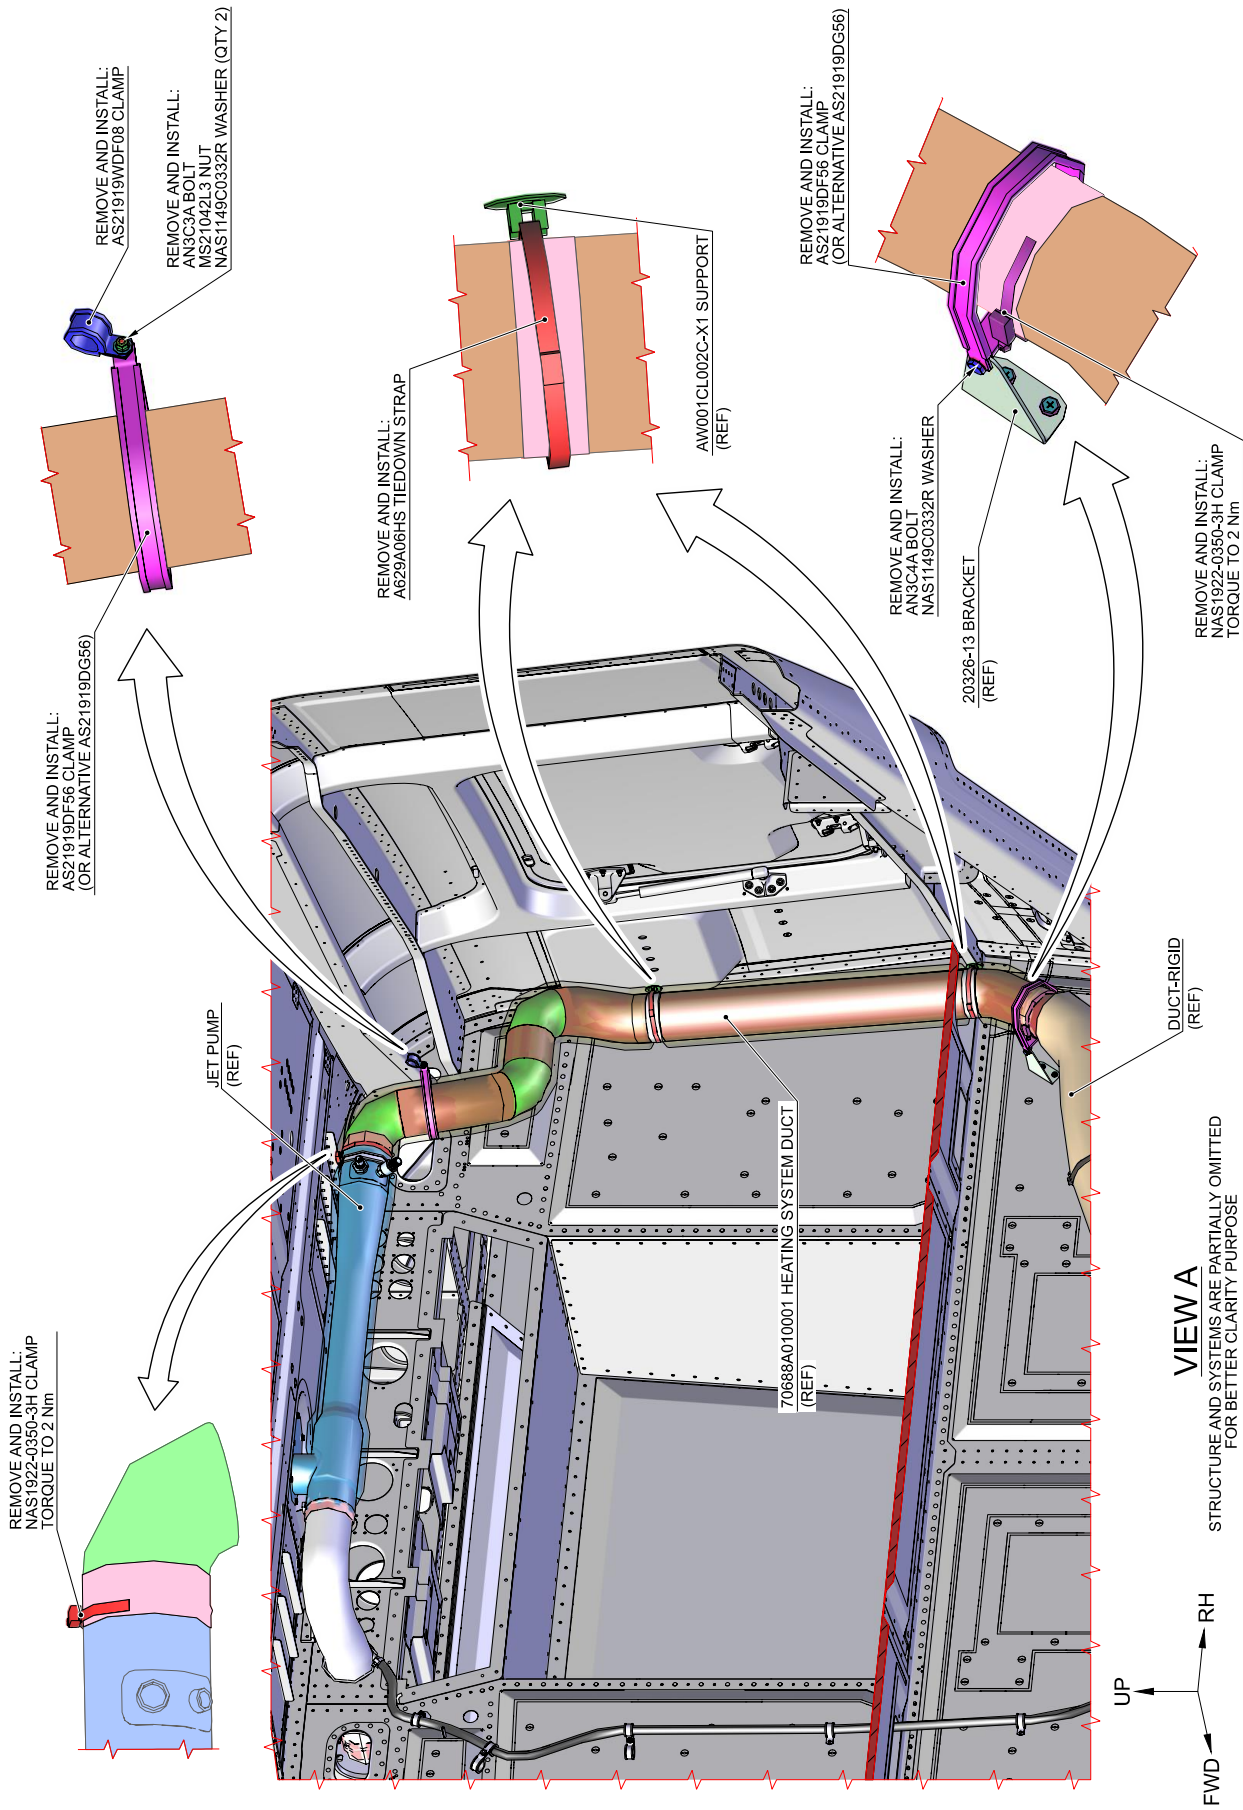 REMOVE AND INSTALL:
NAS1922-0350-3H CLAMP
TORQUE TO 2 Nm
JET PUMP
(REF)
REMOVE AND INSTALL:
AS21919DF56 CLAMP
(OR ALTERNATIVE AS21919DG56)
REMOVE AND INSTALL:
AS21919WDF08 CLAMP
REMOVE AND INSTALL:
AN3C3A BOLT
MS21042L3 NUT
NAS1149C0332R WASHER (QTY 2)
REMOVE AND INSTALL:
A629A06HS TIEDOWN STRAP
AW001CL002C-X1 SUPPORT
(REF)
REMOVE AND INSTALL:
AS21919DF56 CLAMP
(OR ALTERNATIVE AS21919DG56)
REMOVE AND INSTALL:
AN3C4A BOLT
NAS1149C0332R WASHER
20326-13 BRACKET
(REF)
REMOVE AND INSTALL:
NAS1922-0350-3H CLAMP
TORQUE TO 2 Nm
70688A010001 HEATING SYSTEM DUCT
(REF)
DUCT-RIGID
(REF)
VIEW A
STRUCTURE AND SYSTEMS ARE PARTIALLY OMITTED
FOR BETTER CLARITY PURPOSE
UP
FWD
RH